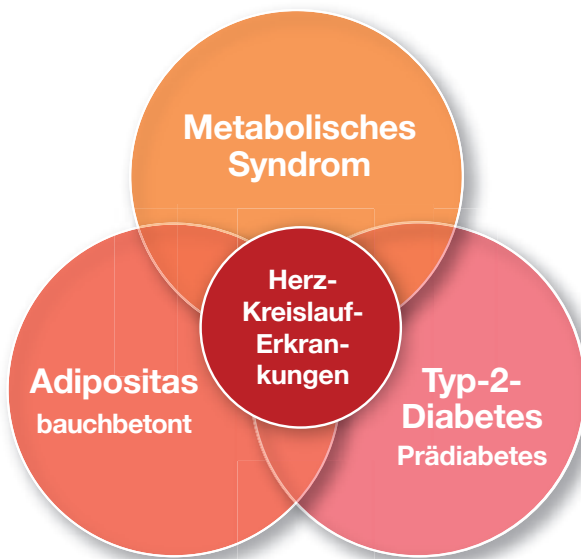 Metabolisches
Syndrom
Herz-
Kreislauf-
Erkran-
kungen
Adipositas
bauchbetont
Typ-2-
Diabetes
Prädiabetes